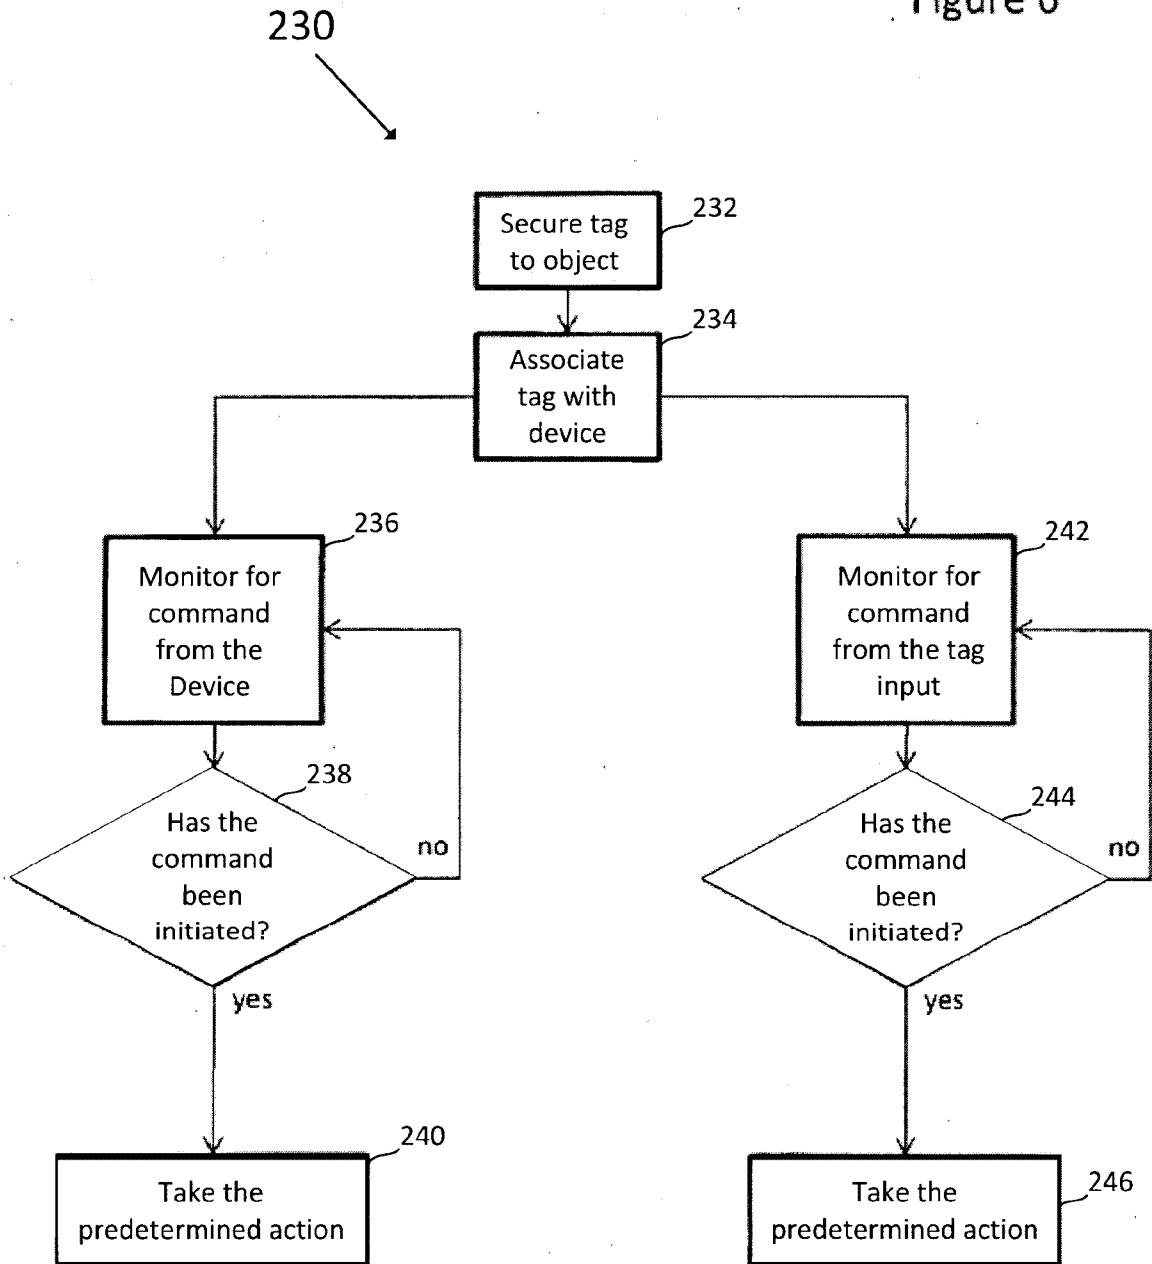 230
Secure tag
to object
232
234
Associate
tag with
device
236
Monitor for
command
from the
Device
242
Monitor for
command
from the tag
input
238
Has the
command
been
initiated?
no
yes
244
Has the
command
been
initiated?
no
yes
240
Take the
predetermined action
246
Take the
predetermined action